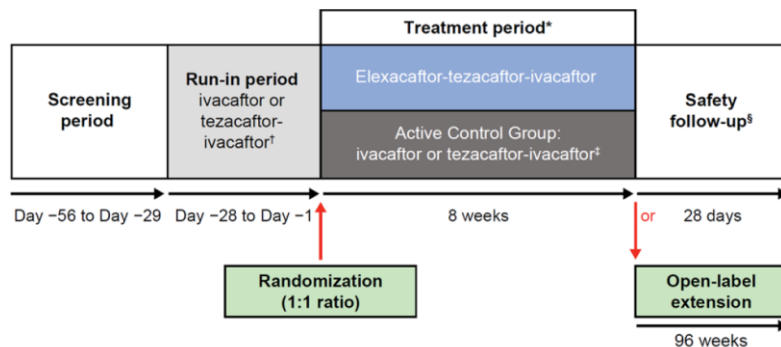 Treatment period*
Screening
period
Run-in period
ivacaftor or
tezacaftor-
ivacaftor†
Elexacaftor-tezacaftor-ivacaftor
Active Control Group:
ivacaftor or tezacaftor-ivacaftor‡
Safety
follow-up§
Day −56 to Day −29
Day −28 to Day −1
8 weeks
or
28 days
Randomization
(1:1 ratio)
Open-label
extension
96 weeks